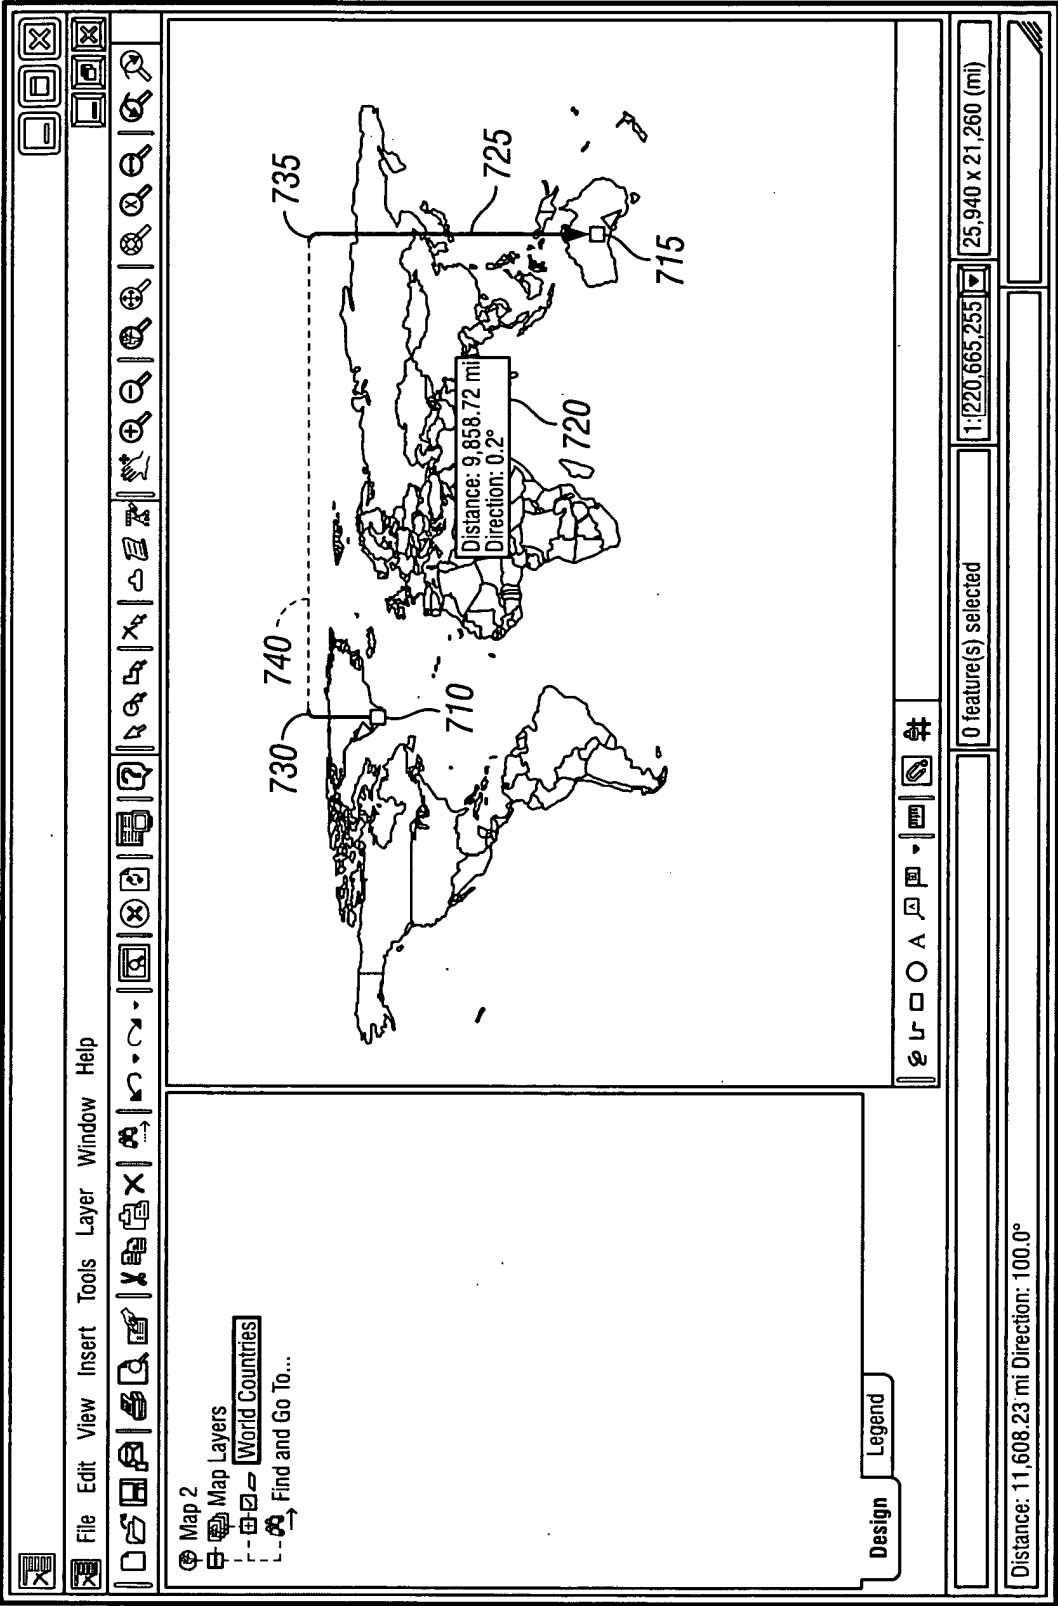 File Edit View Insert Tools Layer Window Help
Map 2
Map Layers
World Countries
Find and Go To...
Design
Legend
730
740
735
710
725
Distance: 9,858.72 mi
Direction: 0.2°
720
715
A
0 feature(s) selected
1:220,665,255
25,940 x 21,260 (mi)
Distance: 11,608.23 mi Direction: 100.0°